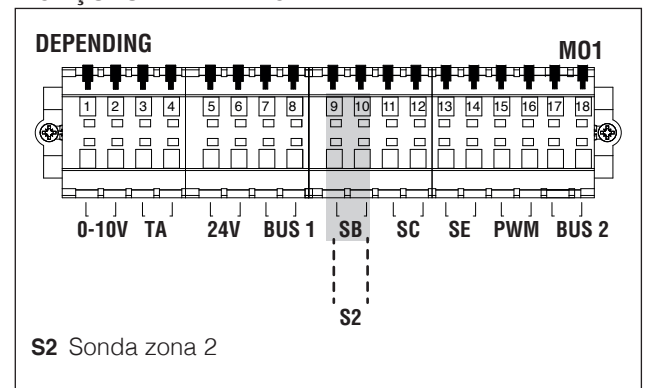 DEPENDING
M01
1 2 3 4 5 6 7 8 9 10 11 12 13 14 15 16 17 18
0-10V TA 24V BUS 1 SB SC SE PWM BUS 2
S2
S2 Sonda zona 2